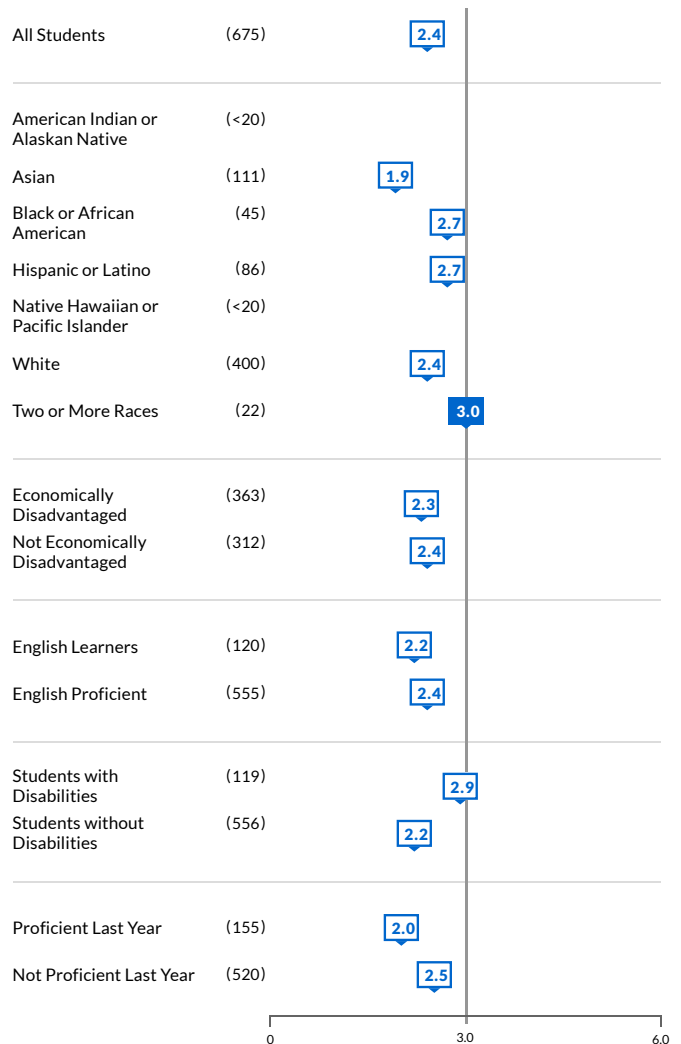 All Students (675) 2.4
American Indian or (<20)
Alaskan Native
Asian (111) 1.9
Black or African (45) 2.7
American
Hispanic or Latino (86) 2.7
Native Hawaiian or (<20)
Pacific Islander
White (400) 2.4
Two or More Races (22) 3.0
Economically (363) 2.3
Disadvantaged
Not Economically (312) 2.4
Disadvantaged
English Learners (120) 2.2
English Proficient (555) 2.4
Students with (119) 2.9
Disabilities
Students without (556) 2.2
Disabilities
Proficient Last Year (155) 2.0
Not Proficient Last Year (520) 2.5
0 3.0 6.0